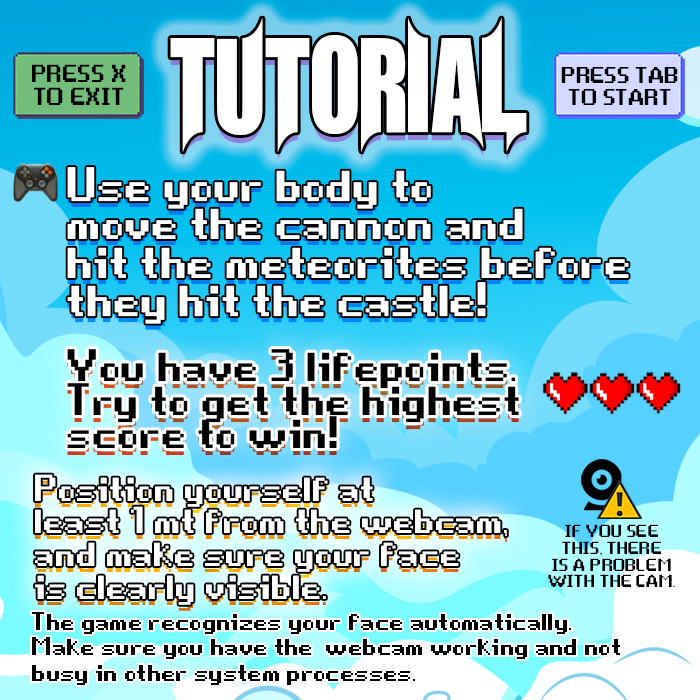 PRESS X
TO EXIT
TUTORIAL
PRESS TAB
TO START
Use your body to
move the cannon and
hit the meteorites before
they hit the castle!
You have 3 lifepoints.
Try to get the highest
score to win!
Position yourself at
least 1 mt from the webcam,
and make sure your face
is clearly visible.
IF YOU SEE
THIS, THERE
IS A PROBLEM
WITH THE CAM.
The game recognizes your face automatically.
Make sure you have the webcam working and not
busy in other system processes.